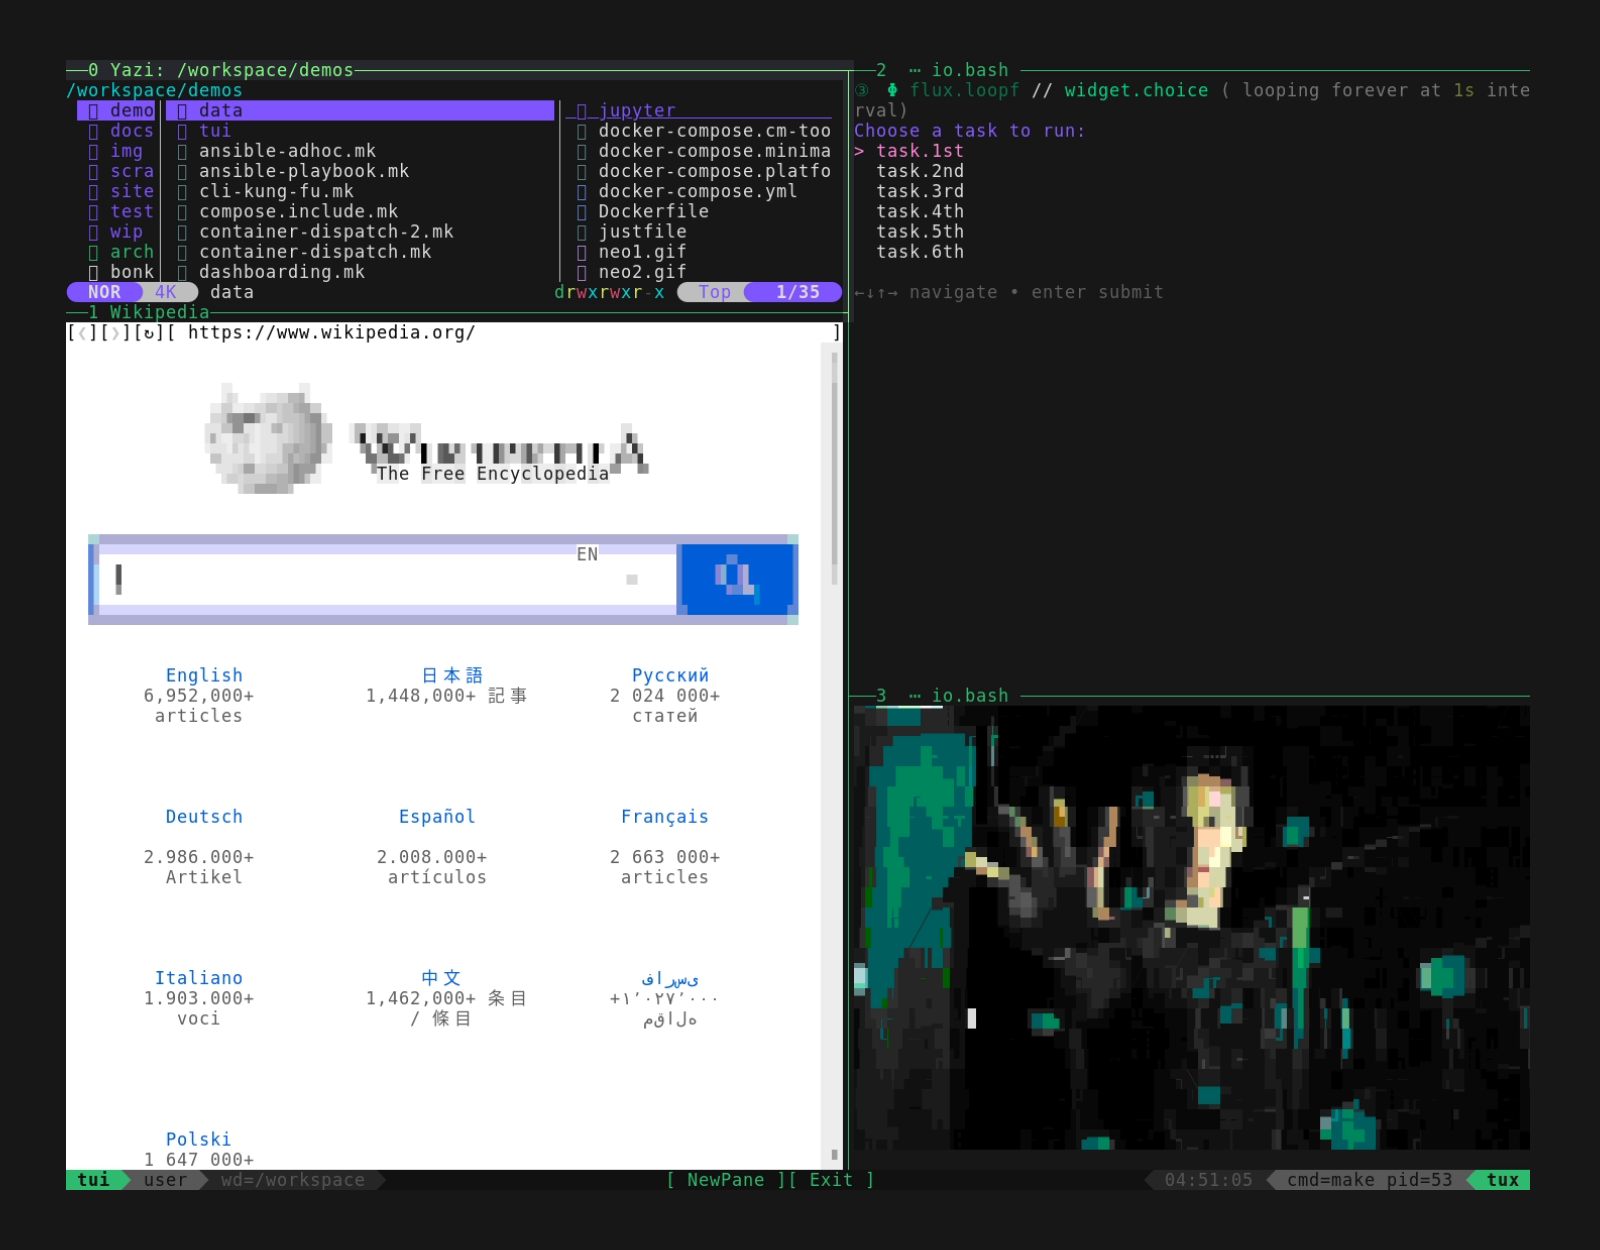 0 Yazi: /workspace/demos
/workspace/demos
demo
docs
img
scra
site
test
wip
arch
bonk
data
tui
ansible-adhoc.mk
ansible-playbook.mk
cli-kung-fu.mk
compose.include.mk
container-dispatch-2.mk
container-dispatch.mk
dashboarding.mk
jupyter
docker-compose.cm-too
docker-compose.minima
docker-compose.platfo
docker-compose.yml
Dockerfile
justfile
neo1.gif
neo2.gif
NOR 4K data drwxrwxr-x Top 1/35
1 Wikipedia
[❮][❯][↻][ https://www.wikipedia.org/ ]
WIKIPEDIA
The Free Encyclopedia
EN
English
6,952,000+
articles
日本語
1,448,000+ 記事
Русский
2 024 000+
статей
Deutsch
2.986.000+
Artikel
Español
2.008.000+
artículos
Français
2 663 000+
articles
Italiano
1.903.000+
voci
中文
1,462,000+ 条目
/ 條目
یسراف
+۱٬۰۲۷٬۰۰۰
هلاقم
Polski
1 647 000+
2 ⋯ io.bash
③ Φ flux.loopf // widget.choice ( looping forever at 1s inte
rval)
Choose a task to run:
> task.1st
task.2nd
task.3rd
task.4th
task.5th
task.6th
←↓↑→ navigate • enter submit
3 ⋯ io.bash
tui user wd=/workspace [ NewPane ][ Exit ] 04:51:05 cmd=make pid=53 tux